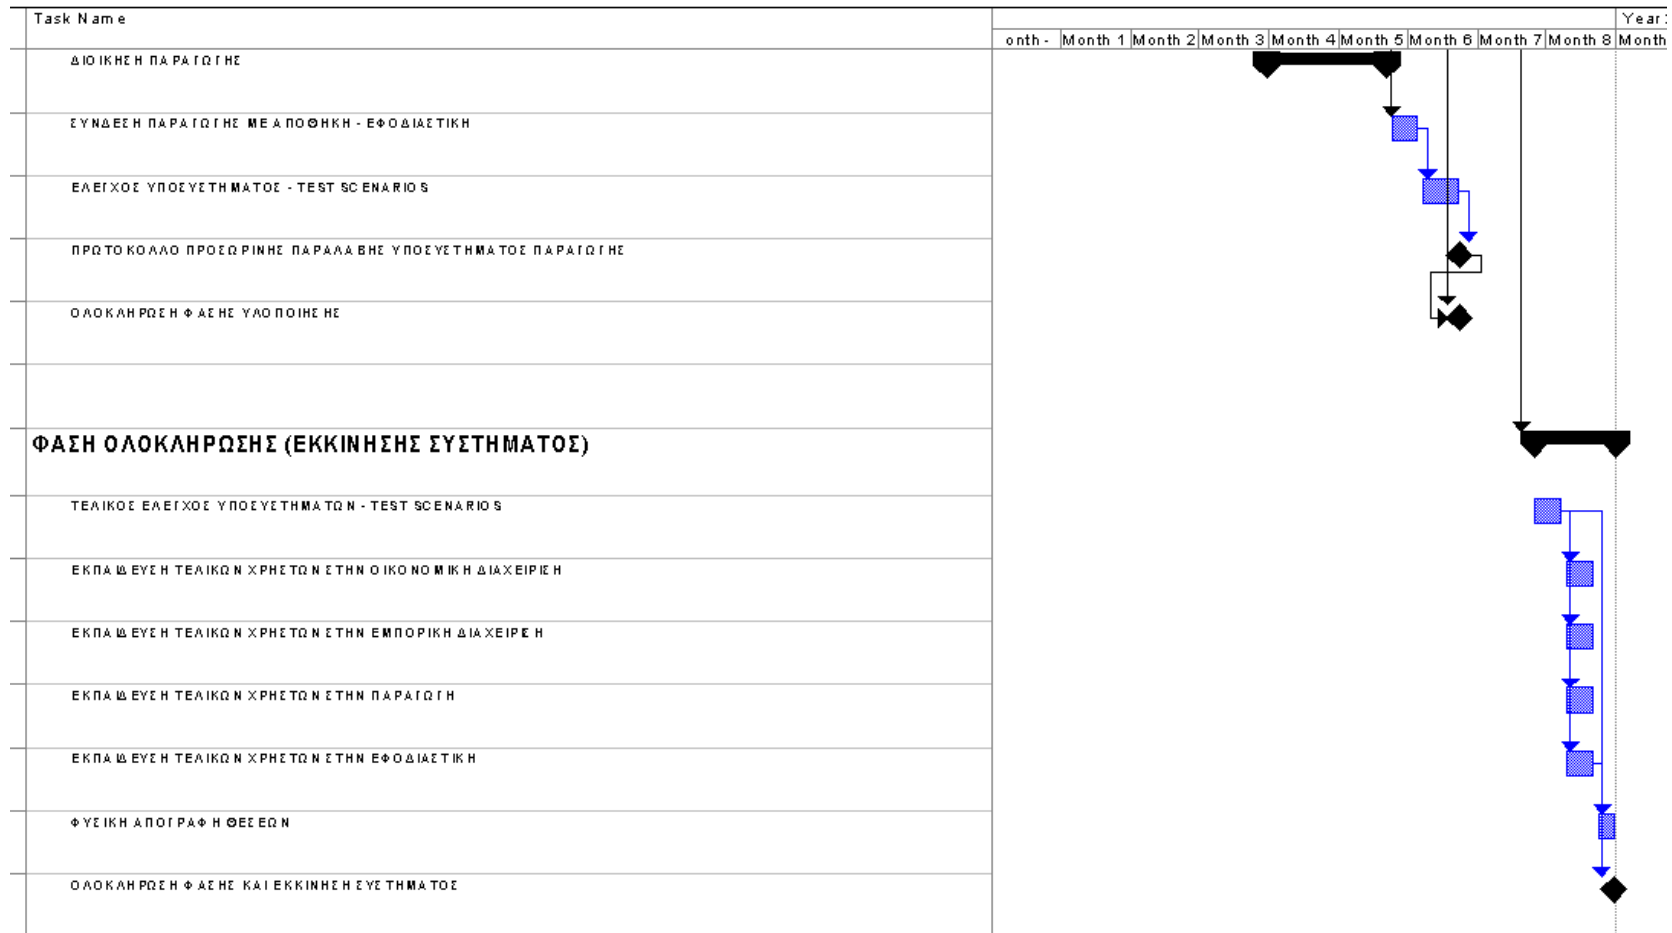 Task Name
Year
onth - Month 1 Month 2 Month 3 Month 4 Month 5 Month 6 Month 7 Month 8 Month
ΔΙΟΙΚΗΣΗ ΠΑΡΑΓΩΓΗΣ
ΣΥΝΔΕΣΗ ΠΑΡΑΓΩΓΗΣ ΜΕ ΑΠΟΘΗΚΗ - ΕΦΟΔΙΑΣΤΙΚΗ
ΕΛΕΓΧΟΣ ΥΠΟΣΥΣΤΗΜΑΤΟΣ - TEST SCENARIOS
ΠΡΩΤΟΚΟΛΛΟ ΠΡΟΣΩΡΙΝΗΣ ΠΑΡΑΛΑΒΗΣ ΥΠΟΣΥΣΤΗΜΑΤΟΣ ΠΑΡΑΓΩΓΗΣ
ΟΛΟΚΛΗΡΩΣΗ ΦΑΣΗΣ ΥΛΟΠΟΙΗΣΗΣ
ΦΑΣΗ ΟΛΟΚΛΗΡΩΣΗΣ (ΕΚΚΙΝΗΣΗΣ ΣΥΣΤΗΜΑΤΟΣ)
ΤΕΛΙΚΟΣ ΕΛΕΓΧΟΣ ΥΠΟΣΥΣΤΗΜΑΤΩΝ - TEST SCENARIOS
ΕΚΠΑΙΔΕΥΣΗ ΤΕΛΙΚΩΝ ΧΡΗΣΤΩΝ ΣΤΗΝ ΟΙΚΟΝΟΜΙΚΗ ΔΙΑΧΕΙΡΙΣΗ
ΕΚΠΑΙΔΕΥΣΗ ΤΕΛΙΚΩΝ ΧΡΗΣΤΩΝ ΣΤΗΝ ΕΜΠΟΡΙΚΗ ΔΙΑΧΕΙΡΙΣΗ
ΕΚΠΑΙΔΕΥΣΗ ΤΕΛΙΚΩΝ ΧΡΗΣΤΩΝ ΣΤΗΝ ΠΑΡΑΓΩΓΗ
ΕΚΠΑΙΔΕΥΣΗ ΤΕΛΙΚΩΝ ΧΡΗΣΤΩΝ ΣΤΗΝ ΕΦΟΔΙΑΣΤΙΚΗ
ΦΥΣΙΚΗ ΑΠΟΓΡΑΦΗ ΘΕΣΕΩΝ
ΟΛΟΚΛΗΡΩΣΗ ΦΑΣΗΣ ΚΑΙ ΕΚΚΙΝΗΣΗ ΣΥΣΤΗΜΑΤΟΣ